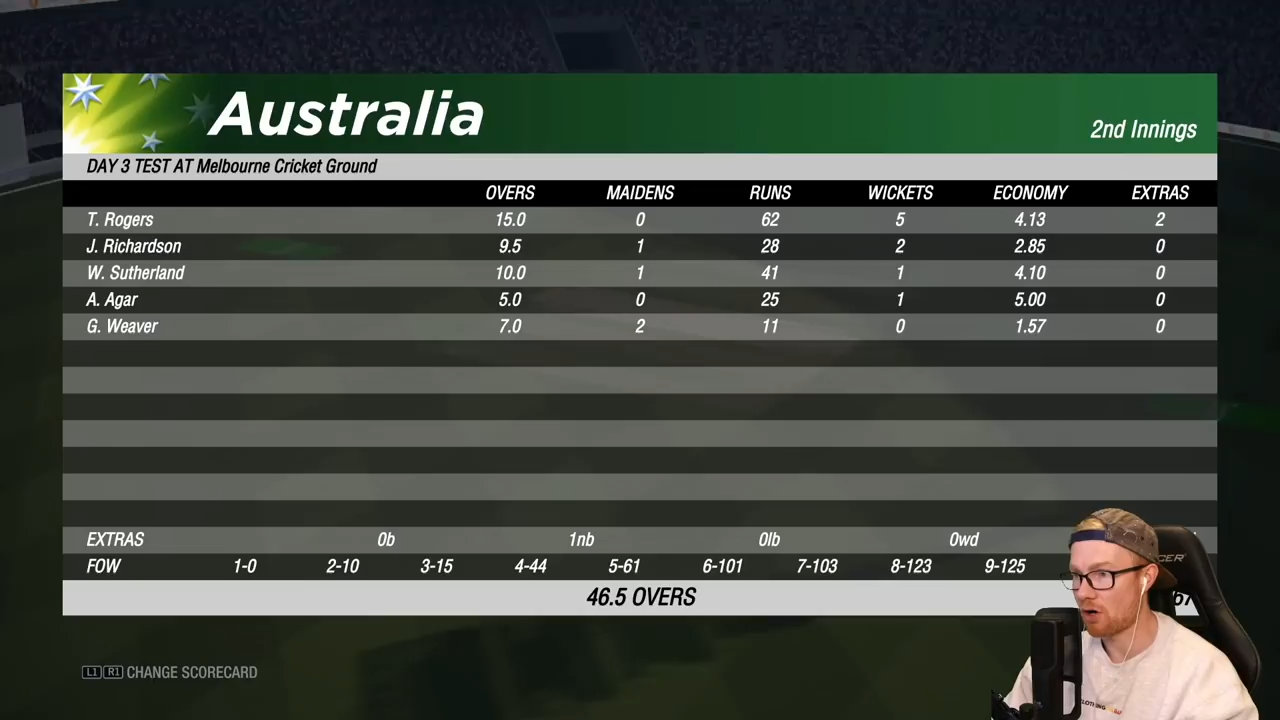 Australia
2nd Innings
DAY 3 TEST AT Melbourne Cricket Ground
OVERS MAIDENS RUNS WICKETS ECONOMY EXTRAS
T. Rogers 15.0 0 62 5 4.13 2
J. Richardson 9.5 1 28 2 2.85 0
W. Sutherland 10.0 1 41 1 4.10 0
A. Agar 5.0 0 25 1 5.00 0
G. Weaver 7.0 2 11 0 1.57 0
EXTRAS 0b 1nb 0lb 0wd
FOW 1-0 2-10 3-15 4-44 5-61 6-101 7-103 8-123 9-125
46.5 OVERS
L1 R1 CHANGE SCORECARD